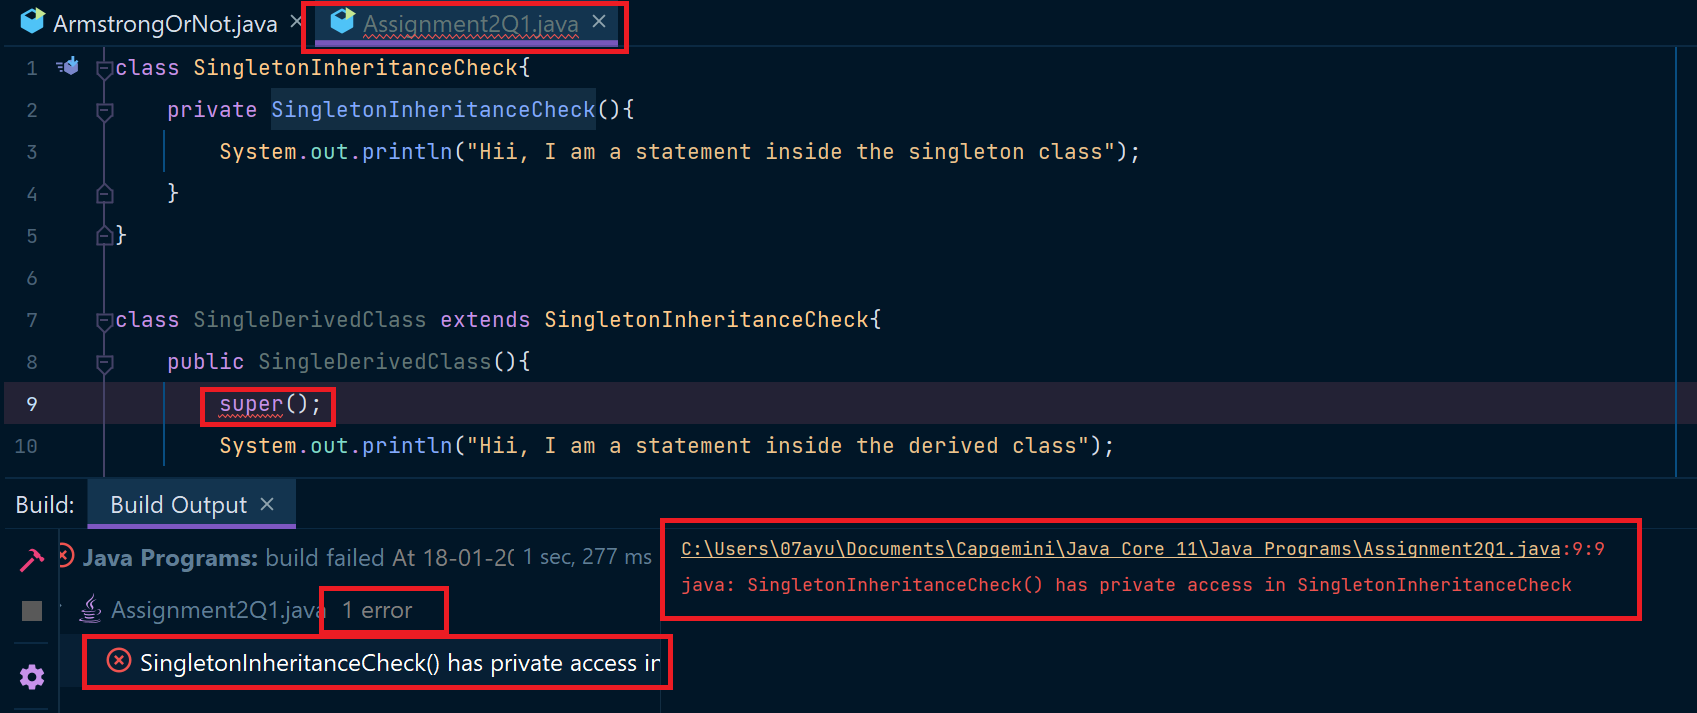 ArmstrongOrNot.java × Assignment2Q1.java ×
1 class SingletonInheritanceCheck{
2 private SingletonInheritanceCheck(){
3 System.out.println("Hii, I am a statement inside the singleton class");
4 }
5 }
6
7 class SingleDerivedClass extends SingletonInheritanceCheck{
8 public SingleDerivedClass(){
9 super();
10 System.out.println("Hii, I am a statement inside the derived class");
Build: Build Output ×
Java Programs: build failed At 18-01-20 1 sec, 277 ms
Assignment2Q1.java 1 error
SingletonInheritanceCheck() has private access in
C:\Users\07ayu\Documents\Capgemini\Java Core 11\Java Programs\Assignment2Q1.java:9:9
java: SingletonInheritanceCheck() has private access in SingletonInheritanceCheck